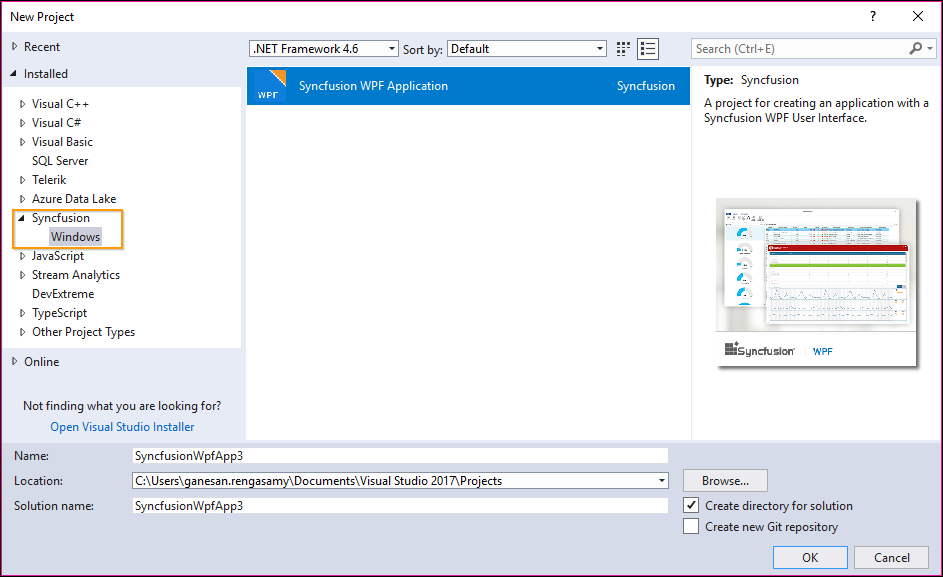 New Project
?
Recent
.NET Framework 4.6
Sort by:
Default
Search (Ctrl+E)
Installed
Visual C++
Visual C#
Visual Basic
SQL Server
Telerik
Azure Data Lake
Syncfusion
Windows
JavaScript
Stream Analytics
DevExtreme
TypeScript
Other Project Types
Online
Not finding what you are looking for?
Open Visual Studio Installer
WPF
Syncfusion WPF Application
Syncfusion
Type: Syncfusion
A project for creating an application with a
Syncfusion WPF User Interface.
Syncfusion
WPF
Name:
SyncfusionWpfApp3
Location:
C:\Users\ganesan.rengasamy\Documents\Visual Studio 2017\Projects
Browse...
Solution name:
SyncfusionWpfApp3
Create directory for solution
Create new Git repository
OK
Cancel